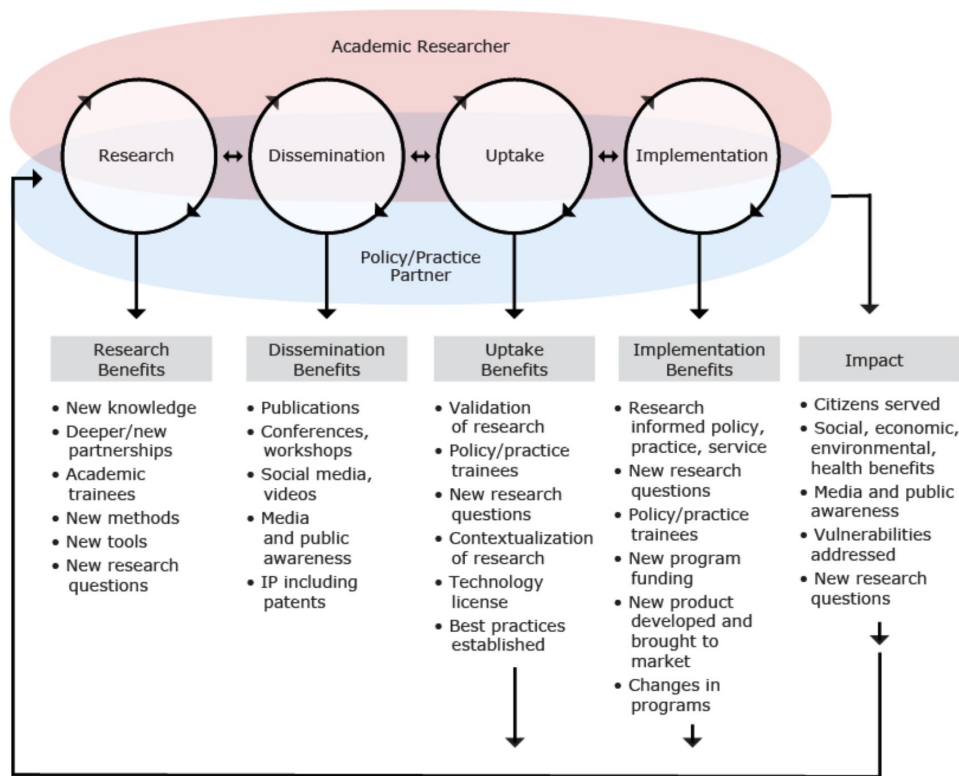 Academic Researcher
Research
Dissemination
Uptake
Implementation
Policy/Practice
Partner
Research
Benefits
• New knowledge
• Deeper/new
partnerships
• Academic
trainees
• New methods
• New tools
• New research
questions
Dissemination
Benefits
• Publications
• Conferences,
workshops
• Social media,
videos
• Media
and public
awareness
• IP including
patents
Uptake
Benefits
• Validation
of research
• Policy/practice
trainees
• New research
questions
• Contextualization
of research
• Technology
license
• Best practices
established
Implementation
Benefits
• Research
informed policy,
practice, service
• New research
questions
• Policy/practice
trainees
• New program
funding
• New product
developed and
brought to
market
• Changes in
programs
Impact
• Citizens served
• Social, economic,
environmental,
health benefits
• Media and public
awareness
• Vulnerabilities
addressed
• New research
questions